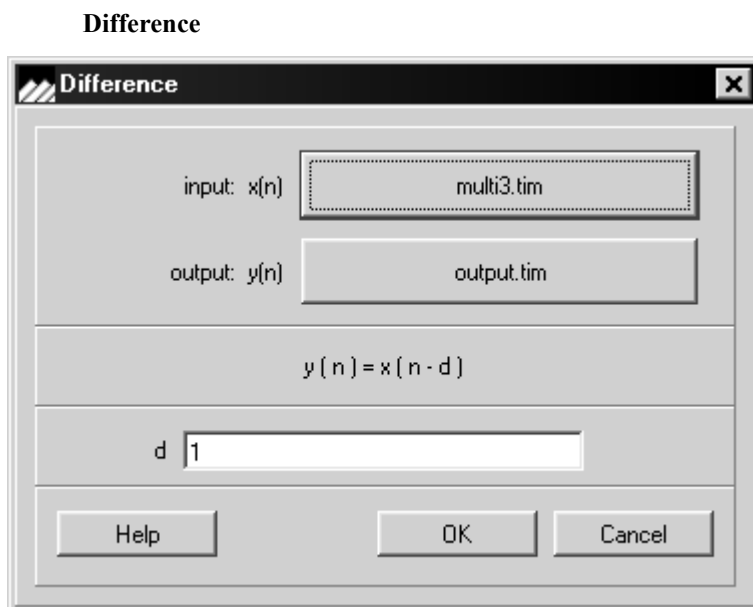 Difference
Difference
input: x(n) multi3.tim
output: y(n) output.tim
y ( n ) = x ( n - d )
d 1
Help OK Cancel